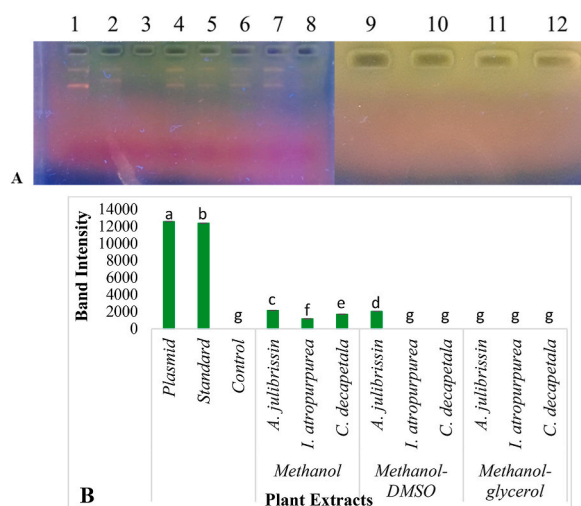 1 2 3 4 5 6 7 8 9 10 11 12
A
14000
12000
10000
8000
6000
4000
2000
0
Band Intensity
a b g c f e d g g g g g
Plasmid
Standard
Control
A. julibrissin
I. atropurpurea
C. decapetala
A. julibrissin
I. atropurpurea
C. decapetala
A. julibrissin
I. atropurpurea
C. decapetala
Methanol
Methanol-
DMSO
Methanol-
glycerol
B
Plant Extracts